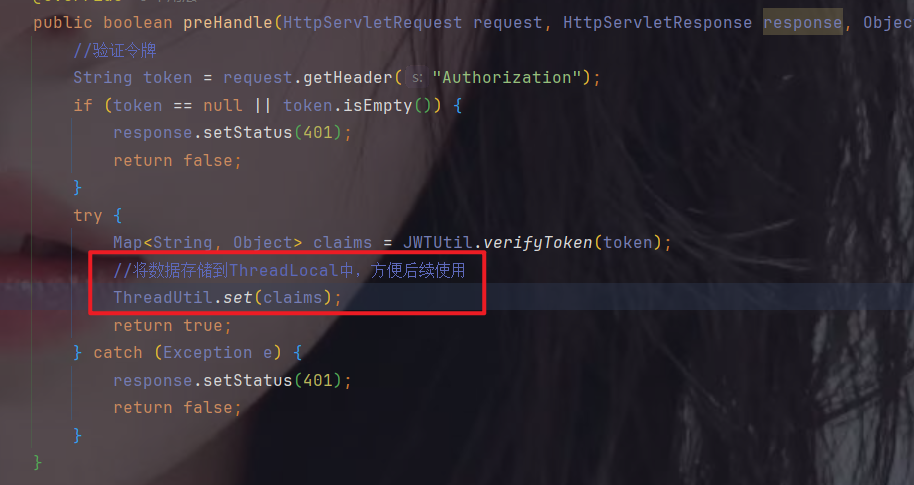 public boolean preHandle(HttpServletRequest request, HttpServletResponse response, Objec
//验证令牌
String token = request.getHeader( s: "Authorization");
if (token == null || token.isEmpty()) {
response.setStatus(401);
return false;
}
try {
Map<String, Object> claims = JWTUtil.verifyToken(token);
//将数据存储到ThreadLocal中，方便后续使用
ThreadUtil.set(claims);
return true;
} catch (Exception e) {
response.setStatus(401);
return false;
}
}